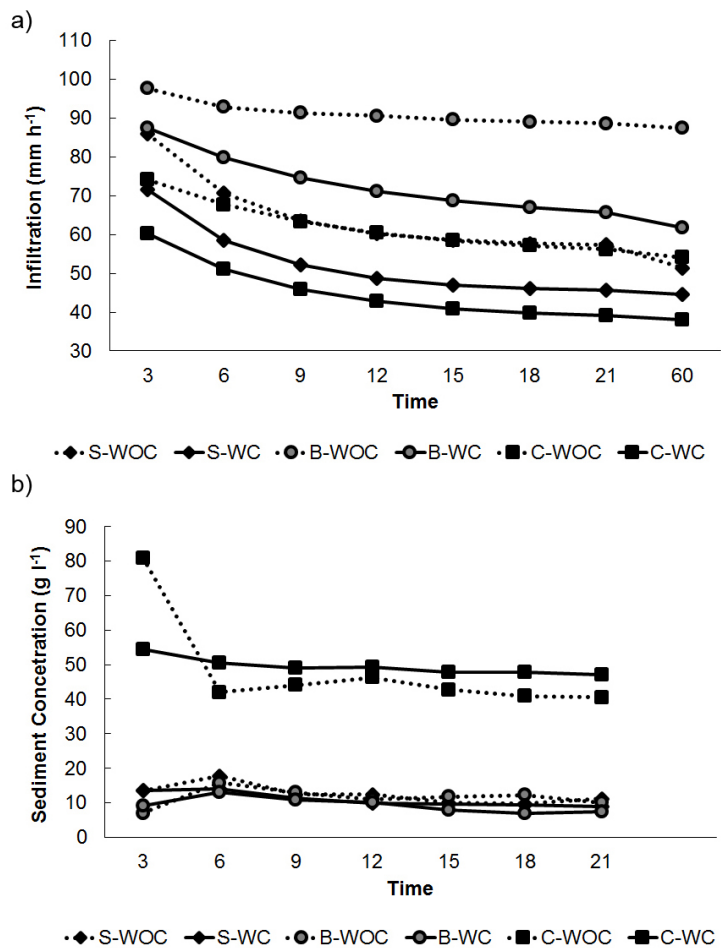 a)
110
100
90
80
70
60
50
40
30
Infiltration (mm h-1)
3 6 9 12 15 18 21 60
Time
S-WOC S-WC B-WOC B-WC C-WOC C-WC
b)
90
80
70
60
50
40
30
20
10
0
Sediment Concetration (g l-1)
3 6 9 12 15 18 21
Time
S-WOC S-WC B-WOC B-WC C-WOC C-WC